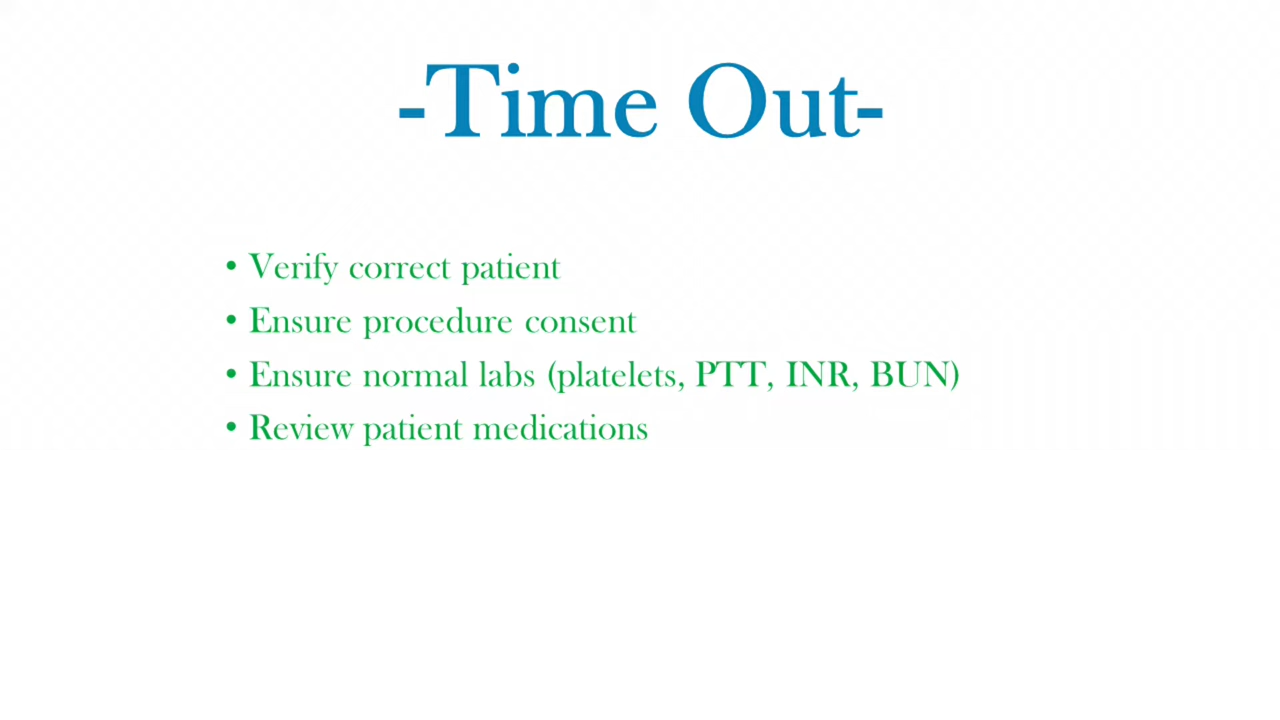 -Time Out-
• Verify correct patient
• Ensure procedure consent
• Ensure normal labs (platelets, PTT, INR, BUN)
• Review patient medications